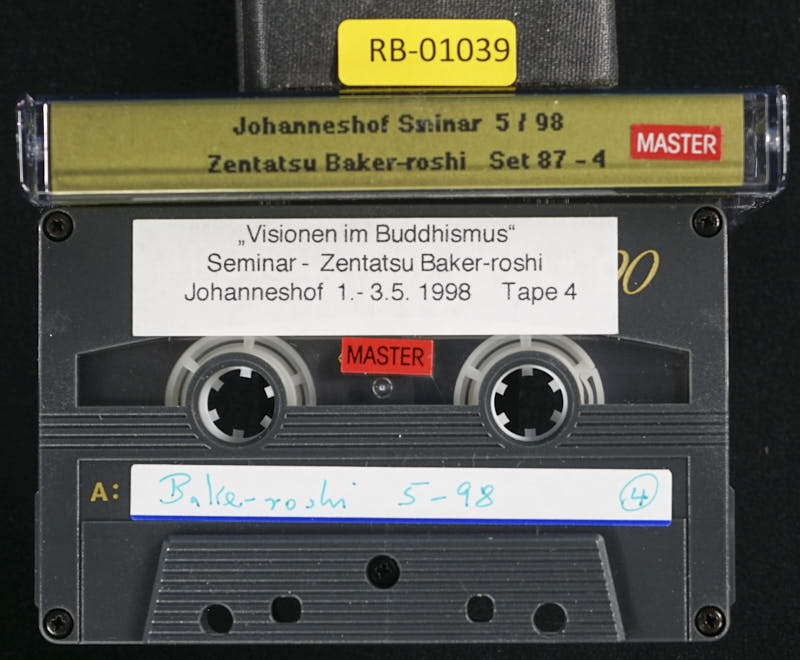 RB-01039
Johanneshof Sminar 5 / 98
Zentatsu Baker-roshi Set 87 - 4
MASTER
„Visionen im Buddhismus“
Seminar - Zentatsu Baker-roshi
Johanneshof 1.- 3.5. 1998 Tape 4
MASTER
A: Baker-roshi 5-98 4